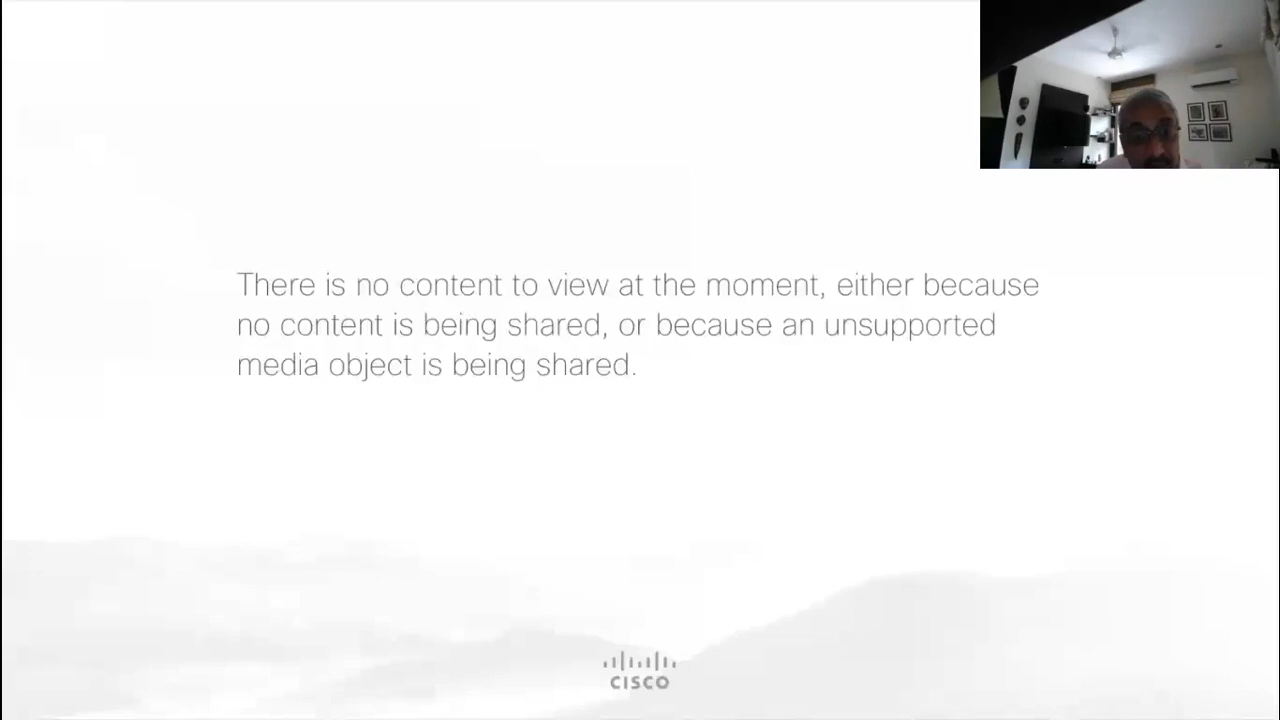 There is no content to view at the moment, either because
no content is being shared, or because an unsupported
media object is being shared.
CISCO